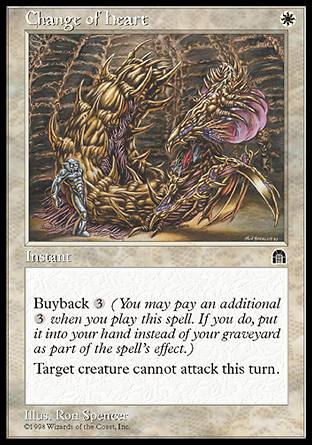 Change of Heart
Instant
Buyback 3 (You may pay an additional
3 when you play this spell. If you do, put
it into your hand instead of your graveyard
as part of the spell's effect.)
Target creature cannot attack this turn.
Illus. Ron Spencer
©1998 Wizards of the Coast, Inc.